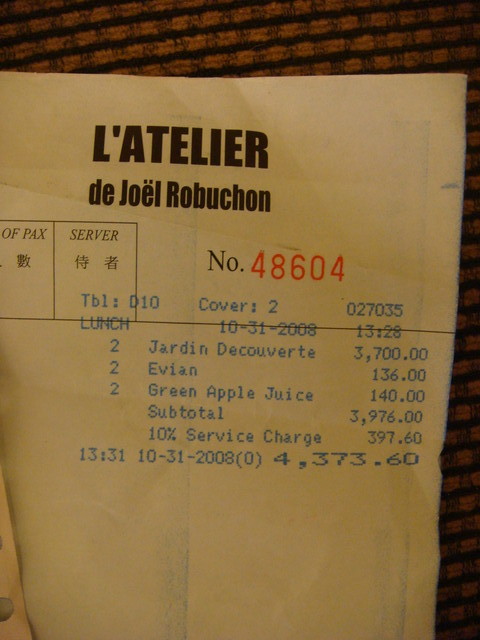 L'ATELIER
de Joël Robuchon
OF PAX SERVER
數 侍者
No. 48604
Tbl: D10 Cover: 2 027035
LUNCH 10-31-2008 13:28
2 Jardin Decouverte 3,700.00
2 Evian 136.00
2 Green Apple Juice 140.00
Subtotal 3,976.00
10% Service Charge 397.60
13:31 10-31-2008(0) 4,373.60